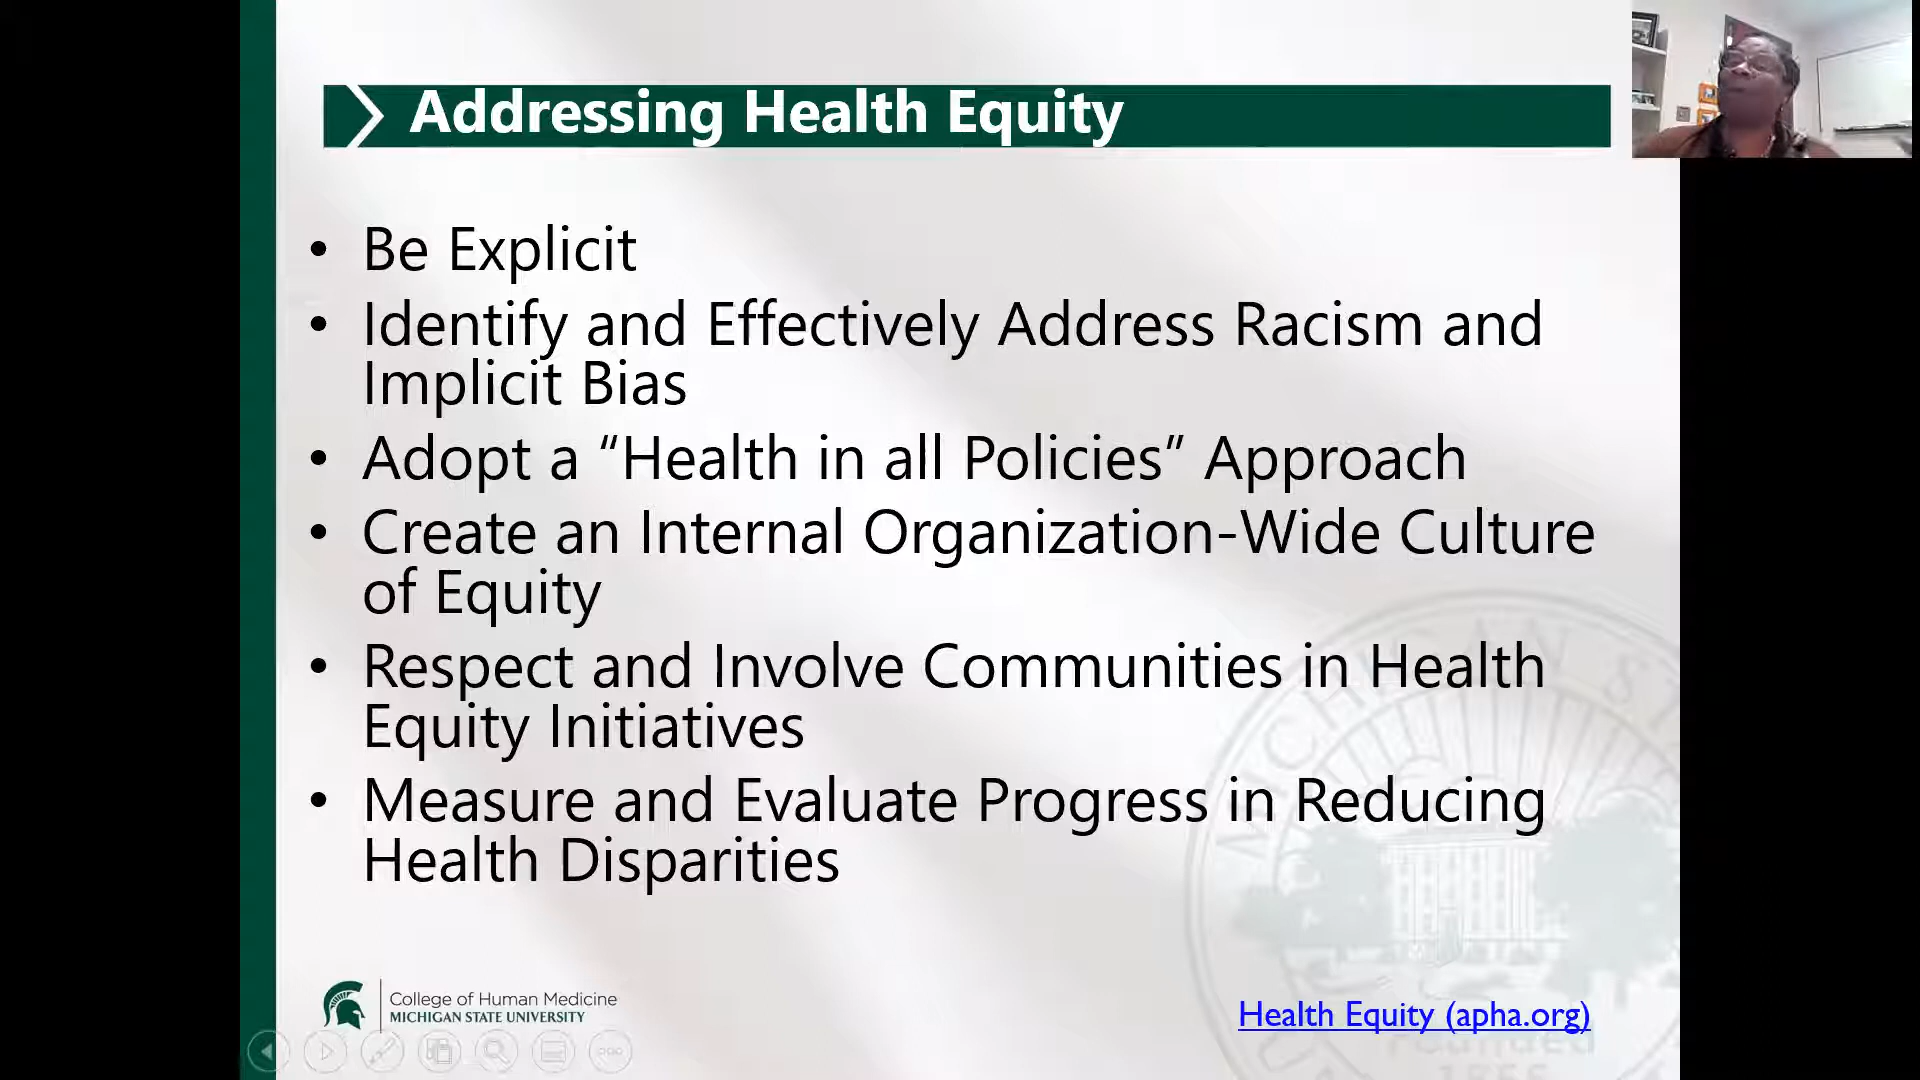 Addressing Health Equity
• Be Explicit
• Identify and Effectively Address Racism and
Implicit Bias
• Adopt a “Health in all Policies” Approach
• Create an Internal Organization-Wide Culture
of Equity
• Respect and Involve Communities in Health
Equity Initiatives
• Measure and Evaluate Progress in Reducing
Health Disparities
College of Human Medicine
MICHIGAN STATE UNIVERSITY
Health Equity (apha.org)